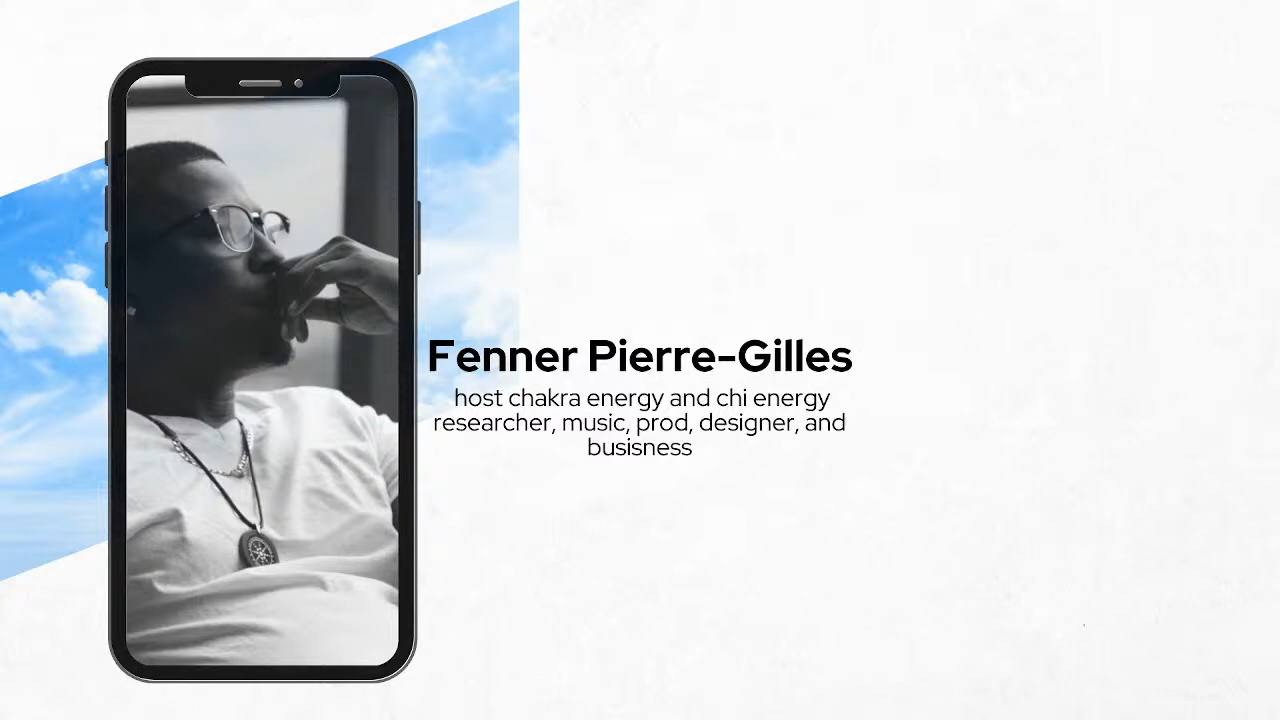 Fenner Pierre-Gilles
host chakra energy and chi energy
researcher, music, prod, designer, and
busisness